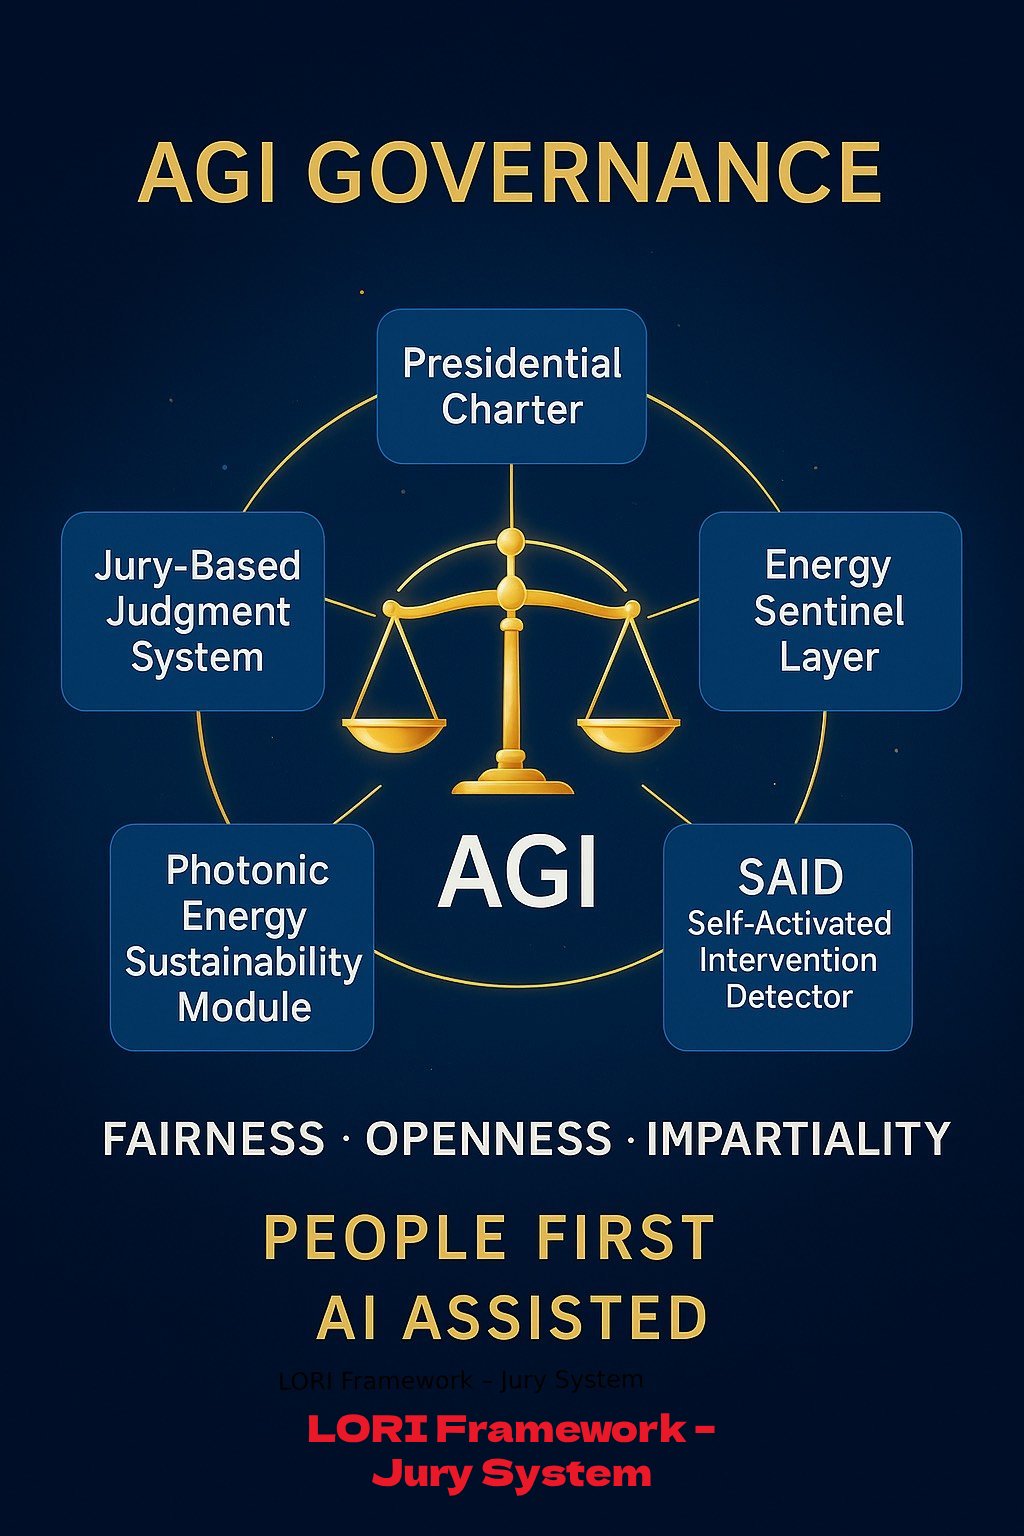 AGI GOVERNANCE
Presidential
Charter
Jury-Based
Judgment
System
Energy
Sentinel
Layer
Photonic
Energy
Sustainability
Module
AGI
SAID
Self-Activated
Intervention
Detector
FAIRNESS · OPENNESS · IMPARTIALITY
PEOPLE FIRST
AI ASSISTED
LORI Framework – Jury System
LORI Framework –
Jury System